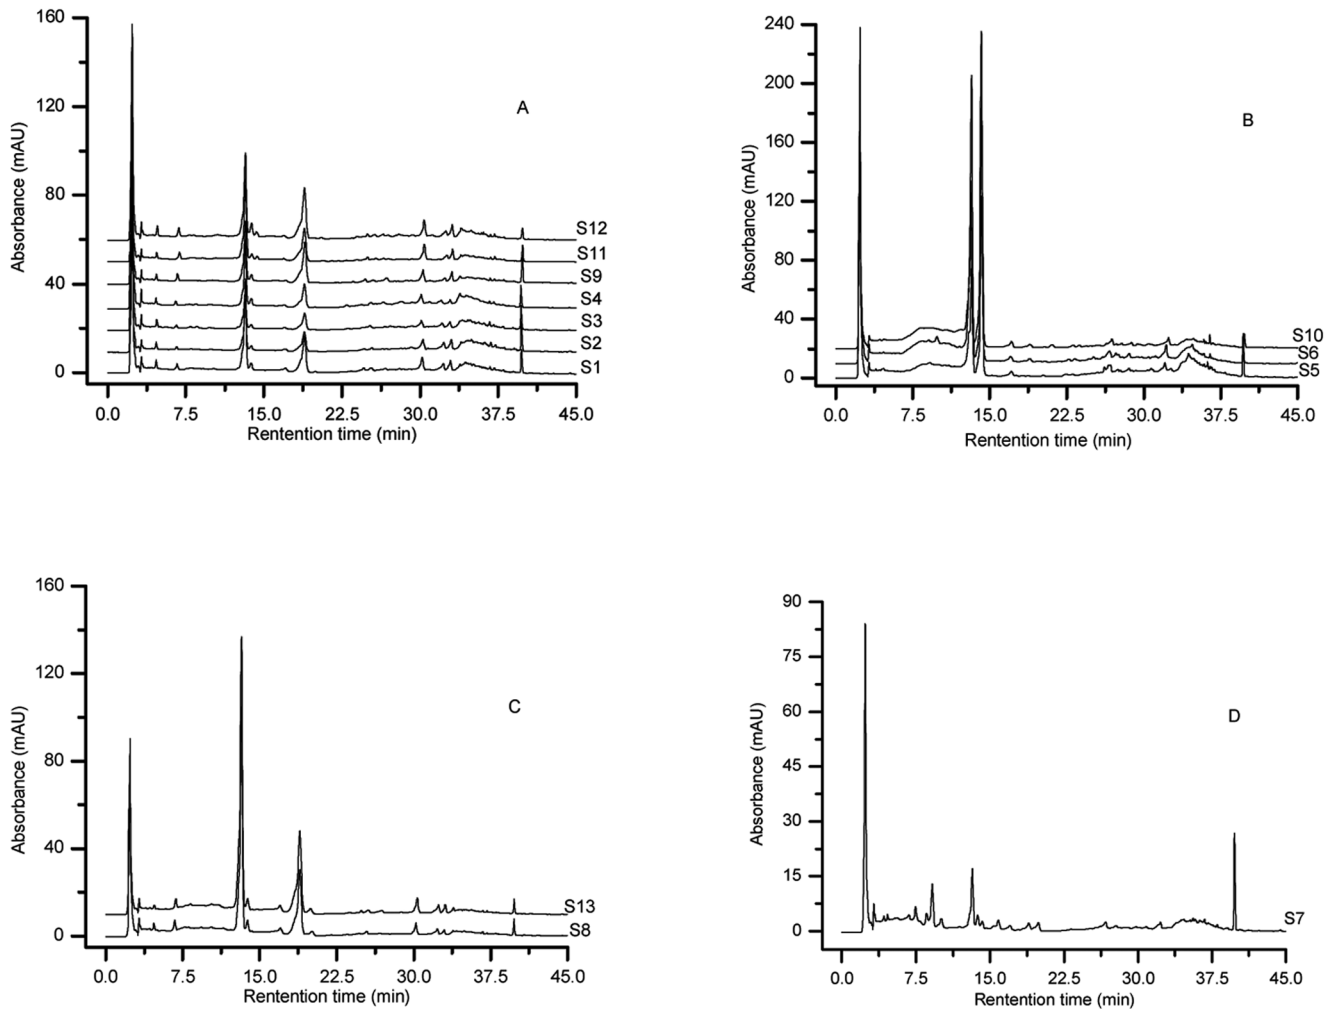 160
120
80
40
0
Absorbance (mAU)
A
S12
S11
S9
S4
S3
S2
S1
0.0 7.5 15.0 22.5 30.0 37.5 45.0
Rentention time (min)
240
200
160
120
80
40
0
Absorbance (mAU)
B
S10
S6
S5
0.0 7.5 15.0 22.5 30.0 37.5 45.0
Rentention time (min)
160
120
80
40
0
Absorbance (mAU)
C
S13
S8
0.0 7.5 15.0 22.5 30.0 37.5 45.0
Rentention time (min)
90
75
60
45
30
15
0
Absorbance (mAU)
D
S7
0.0 7.5 15.0 22.5 30.0 37.5 45.0
Rentention time (min)